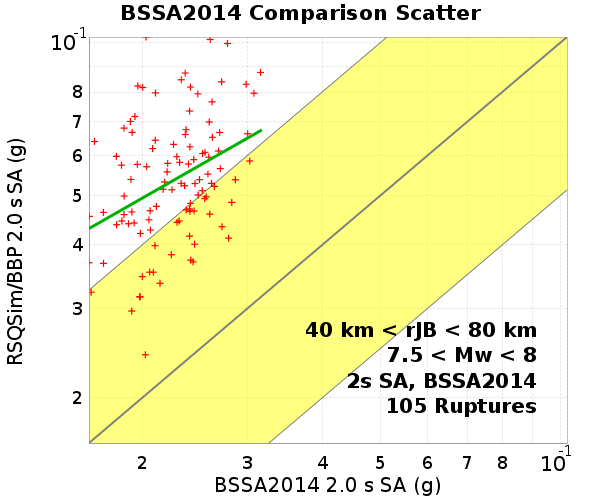 BSSA2014 Comparison Scatter
10⁻¹
8
7
6
5
4
3
2
RSQSim/BBP 2.0 s SA (g)
40 km < rJB < 80 km
7.5 < Mw < 8
2s SA, BSSA2014
105 Ruptures
2 3 4 5 6 7 8 10⁻¹
BSSA2014 2.0 s SA (g)